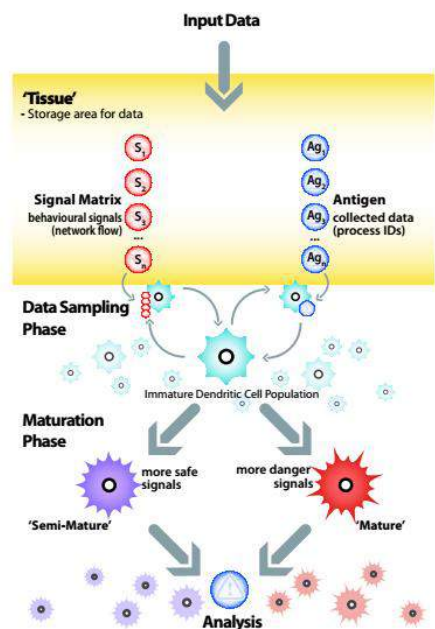 Input Data
'Tissue'
- Storage area for data
S1
S2
S3
...
Sn
Signal Matrix
behavioural signals
(network flow)
Ag1
Ag2
Ag3
...
Agn
Antigen
collected data
(process IDs)
Data Sampling
Phase
Immature Dendritic Cell Population
Maturation
Phase
more safe
signals
more danger
signals
'Semi-Mature'
'Mature'
Analysis